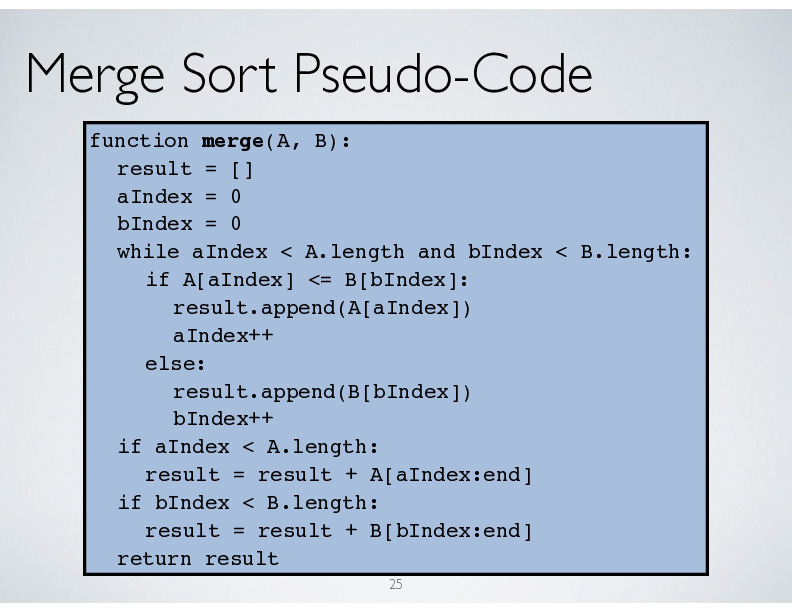 Merge Sort Pseudo-Code
function merge(A, B):
result = []
aIndex = 0
bIndex = 0
while aIndex < A.length and bIndex < B.length:
if A[aIndex] <= B[bIndex]:
result.append(A[aIndex])
aIndex++
else:
result.append(B[bIndex])
bIndex++
if aIndex < A.length:
result = result + A[aIndex:end]
if bIndex < B.length:
result = result + B[bIndex:end]
return result
25